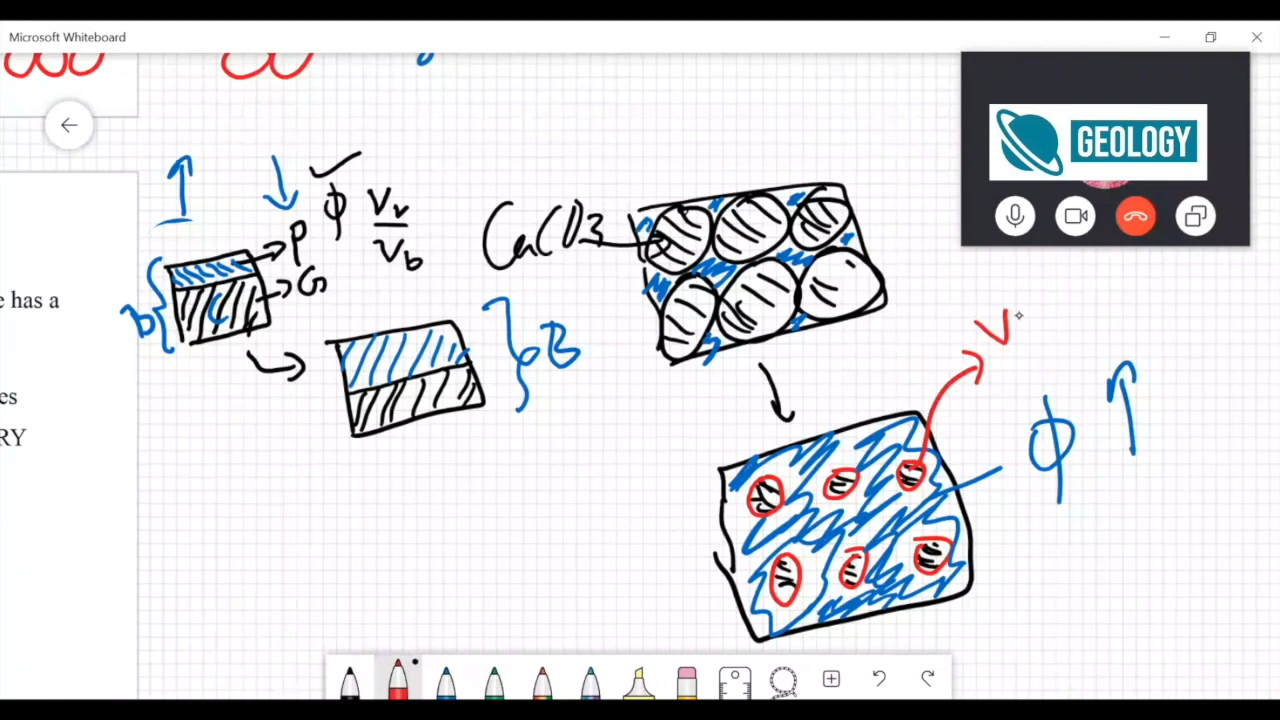 Microsoft Whiteboard
GEOLOGY
e has a
es
RY
P
G
b
C
ϕ Vv
Vb
CaCO3
B
V
ϕ